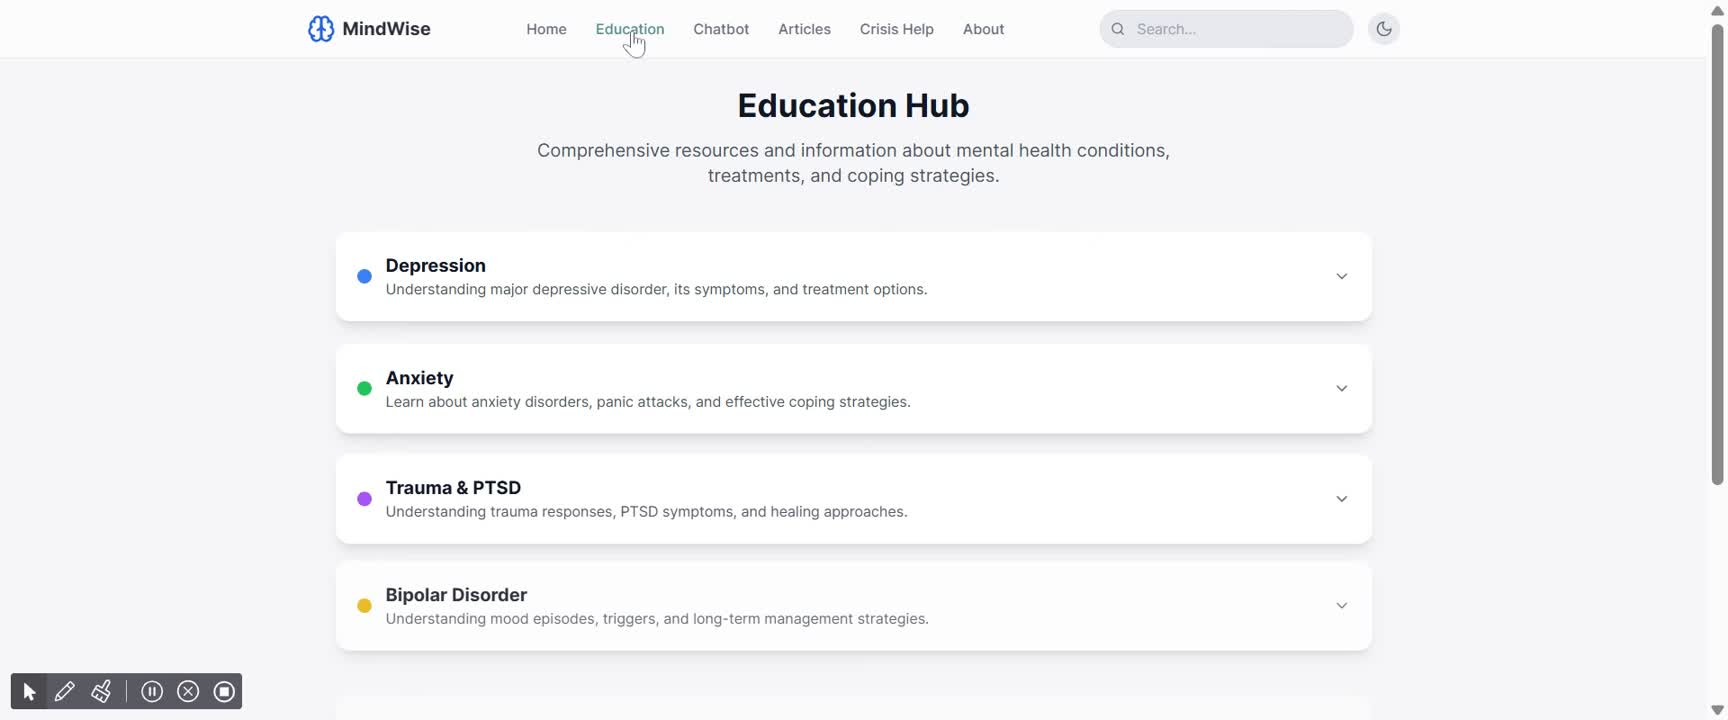 MindWise
Home Education Chatbot Articles Crisis Help About
Search...
Education Hub
Comprehensive resources and information about mental health conditions,
treatments, and coping strategies.
Depression
Understanding major depressive disorder, its symptoms, and treatment options.
Anxiety
Learn about anxiety disorders, panic attacks, and effective coping strategies.
Trauma & PTSD
Understanding trauma responses, PTSD symptoms, and healing approaches.
Bipolar Disorder
Understanding mood episodes, triggers, and long-term management strategies.